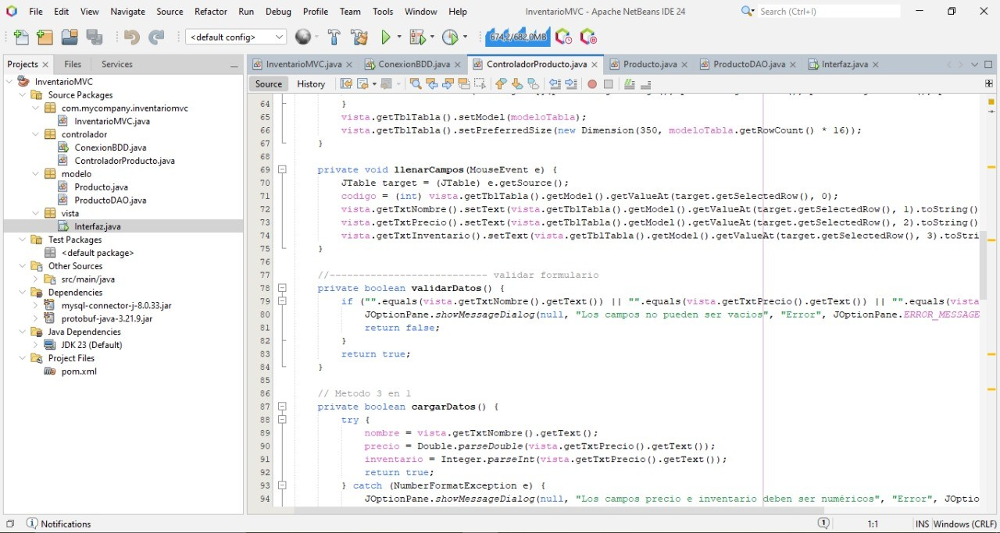 File Edit View Navigate Source Refactor Run Debug Profile Team Tools Window Help InventarioMVC - Apache NetBeans IDE 24 Search (Ctrl+I)
<default config> 674,2/682,0MB
Projects Files Services
InventarioMVC
Source Packages
com.mycompany.inventariomvc
InventarioMVC.java
controlador
ConexionBDD.java
ControladorProducto.java
modelo
Producto.java
ProductoDAO.java
vista
Interfaz.java
Test Packages
<default package>
Other Sources
src/main/java
Dependencies
mysql-connector-j-8.0.33.jar
protobuf-java-3.21.9.jar
Java Dependencies
JDK 23 (Default)
Project Files
pom.xml
InventarioMVC.java ConexionBDD.java ControladorProducto.java Producto.java ProductoDAO.java Interfaz.java
Source History
64 }
65 vista.getTblTabla().setModel(modeloTabla);
66 vista.getTblTabla().setPreferredSize(new Dimension(350, modeloTabla.getRowCount() * 16));
67 }
68
69 private void llenarCampos(MouseEvent e) {
70 JTable target = (JTable) e.getSource();
71 codigo = (int) vista.getTblTabla().getModel().getValueAt(target.getSelectedRow(), 0);
72 vista.getTxtNombre().setText(vista.getTblTabla().getModel().getValueAt(target.getSelectedRow(), 1).toString()
73 vista.getTxtPrecio().setText(vista.getTblTabla().getModel().getValueAt(target.getSelectedRow(), 2).toString()
74 vista.getTxtInventario().setText(vista.getTblTabla().getModel().getValueAt(target.getSelectedRow(), 3).toStri
75 }
76
77 //--------------------------- validar formulario
78 private boolean validarDatos() {
79 if ("".equals(vista.getTxtNombre().getText()) || "".equals(vista.getTxtPrecio().getText()) || "".equals(vista
80 JOptionPane.showMessageDialog(null, "Los campos no pueden ser vacios", "Error", JOptionPane.ERROR_MESSAGE
81 return false;
82 }
83 return true;
84 }
85
86 // Metodo 3 en 1
87 private boolean cargarDatos() {
88 try {
89 nombre = vista.getTxtNombre().getText();
90 precio = Double.parseDouble(vista.getTxtPrecio().getText());
91 inventario = Integer.parseInt(vista.getTxtPrecio().getText());
92 return true;
93 } catch (NumberFormatException e) {
94 JOptionPane.showMessageDialog(null, "Los campos precio e inventario deben ser numéricos", "Error", JOptio
Notifications 1 1:1 INS Windows (CRLF)